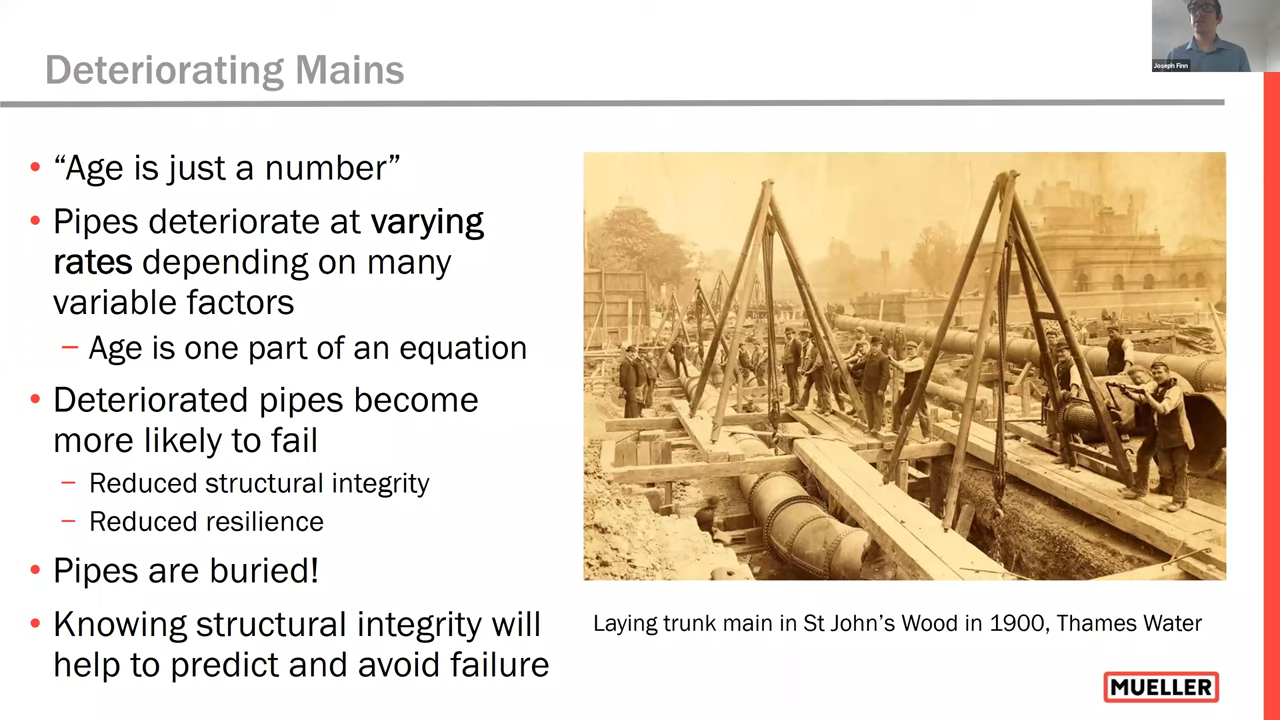 Joseph Finn
Deteriorating Mains
• “Age is just a number”
• Pipes deteriorate at varying
rates depending on many
variable factors
– Age is one part of an equation
• Deteriorated pipes become
more likely to fail
– Reduced structural integrity
– Reduced resilience
• Pipes are buried!
• Knowing structural integrity will
help to predict and avoid failure
Laying trunk main in St John’s Wood in 1900, Thames Water
MUELLER